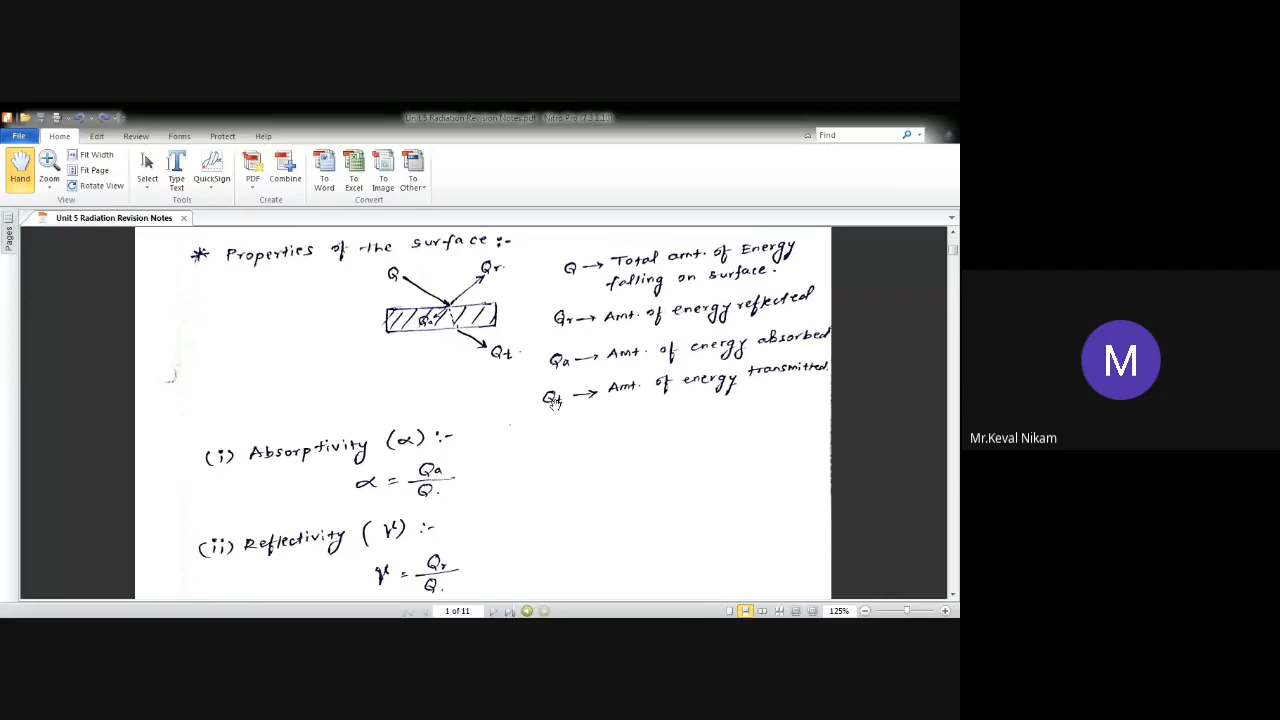 Unit 5 Radiation Revision Notes.pdf - Nitro Pro (7.3.1.10)
File Home Edit Review Forms Protect Help
Find
Hand
Zoom
Fit Width
Fit Page
Rotate View
View
Select
Type Text
QuickSign
Tools
PDF
Combine
Create
To Word
To Excel
To Image
To Other
Convert
Pages
Unit 5 Radiation Revision Notes
* Properties of the surface :-
Q
Qr.
Qa
Qt.
Q → Total amt. of Energy
falling on surface.
Qr → Amt. of energy reflected
Qa → Amt. of energy absorbed
Qt → Amt. of energy transmitted.
(i) Absorptivity (α) :-
α = Qa / Q.
(ii) Reflectivity (r) :-
r = Qr / Q.
1 of 11
125%
M
Mr.Keval Nikam